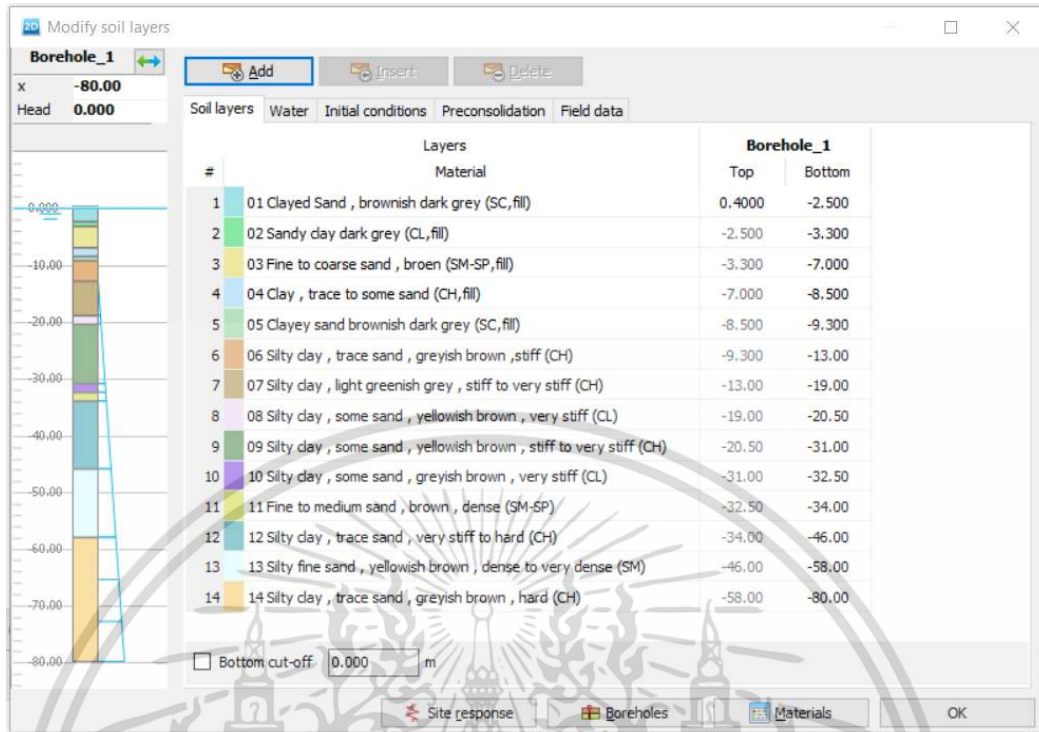 2D Modify soil layers
Borehole_1
x -80.00
Head 0.000
0.000
-10.00
-20.00
-30.00
-40.00
-50.00
-60.00
-70.00
-80.00
Add Insert Delete
Soil layers Water Initial conditions Preconsolidation Field data
Layers Borehole_1
# Material Top Bottom
1 01 Clayed Sand , brownish dark grey (SC,fill) 0.4000 -2.500
2 02 Sandy clay dark grey (CL,fill) -2.500 -3.300
3 03 Fine to coarse sand , broen (SM-SP,fill) -3.300 -7.000
4 04 Clay , trace to some sand (CH,fill) -7.000 -8.500
5 05 Clayey sand brownish dark grey (SC,fill) -8.500 -9.300
6 06 Silty clay , trace sand , greyish brown ,stiff (CH) -9.300 -13.00
7 07 Silty clay , light greenish grey , stiff to very stiff (CH) -13.00 -19.00
8 08 Silty clay , some sand , yellowish brown , very stiff (CL) -19.00 -20.50
9 09 Silty clay , some sand , yellowish brown , stiff to very stiff (CH) -20.50 -31.00
10 10 Silty clay , some sand , greyish brown , very stiff (CL) -31.00 -32.50
11 11 Fine to medium sand , brown , dense (SM-SP) -32.50 -34.00
12 12 Silty clay , trace sand , very stiff to hard (CH) -34.00 -46.00
13 13 Silty fine sand , yellowish brown , dense to very dense (SM) -46.00 -58.00
14 14 Silty clay , trace sand , greyish brown , hard (CH) -58.00 -80.00
Bottom cut-off 0.000 m
Site response Boreholes Materials OK